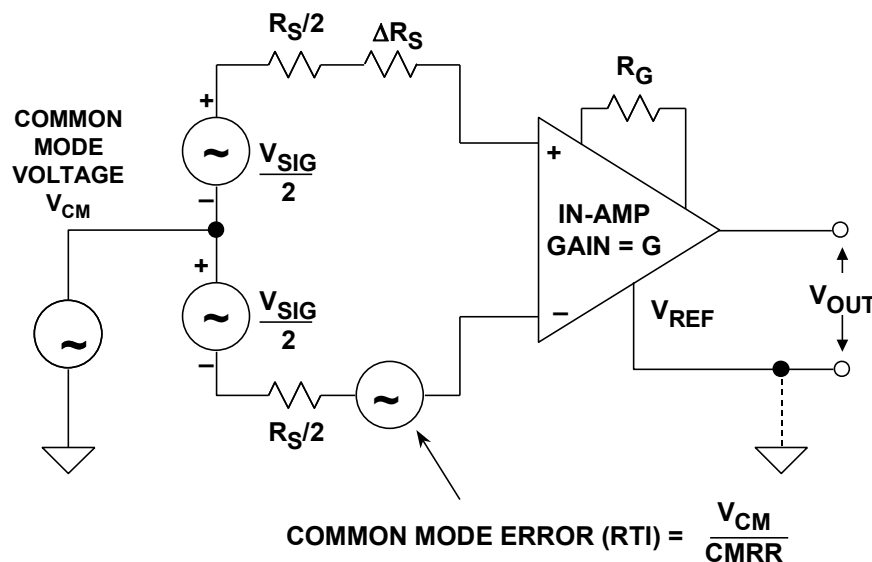 R_S/2
ΔR_S
R_G
COMMON
MODE
VOLTAGE
V_CM
+
V_SIG
2
−
+
IN-AMP
GAIN = G
+
V_SIG
2
−
−
V_REF
V_OUT
R_S/2
COMMON MODE ERROR (RTI) = V_CM
CMRR